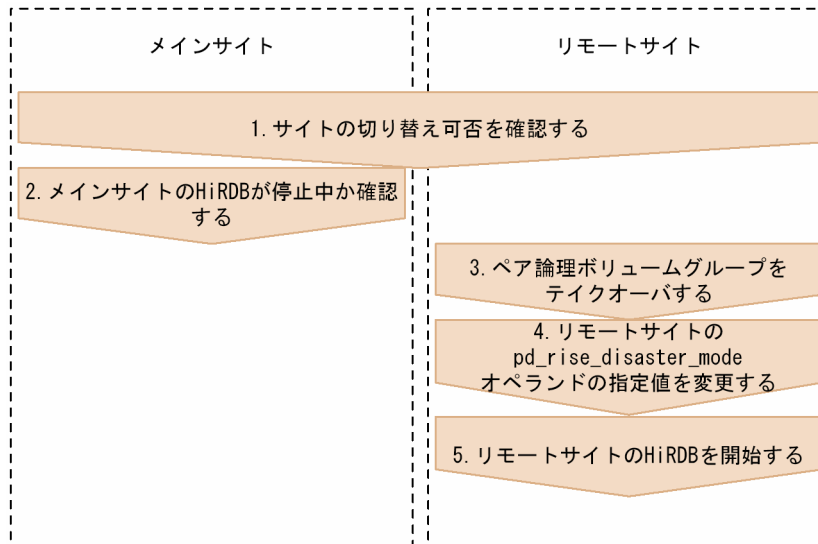 メインサイト
リモートサイト
1.サイトの切り替え可否を確認する
2.メインサイトのHiRDBが停止中か確認
する
3.ペア論理ボリュームグループを
テイクオーバする
4.リモートサイトの
pd_rise_disaster_mode
オペランドの指定値を変更する
5.リモートサイトのHiRDBを開始する